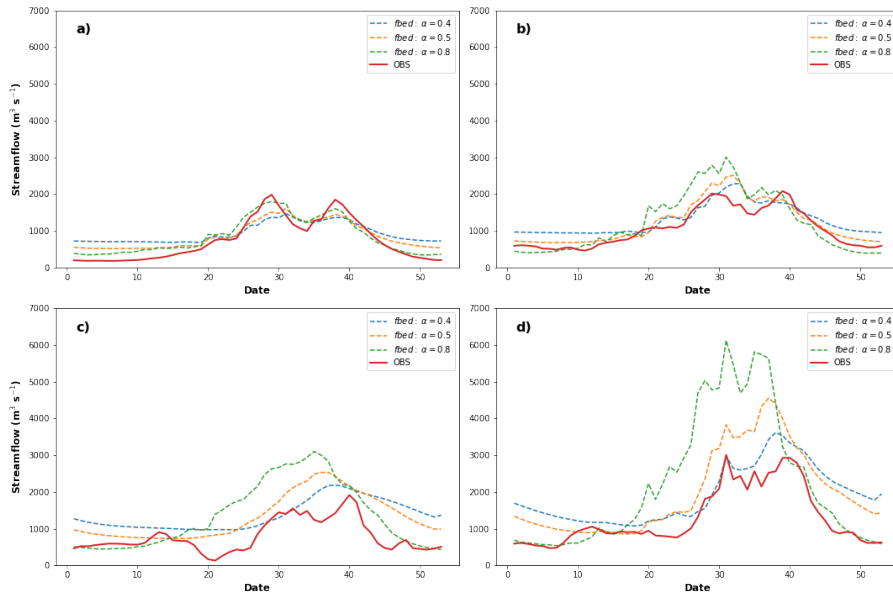 a)
7000
6000
5000
4000
3000
2000
1000
0
Streamflow (m³ s⁻¹)
0 10 20 30 40 50
Date
fbed: α = 0.4
fbed: α = 0.5
fbed: α = 0.8
OBS
b)
7000
6000
5000
4000
3000
2000
1000
0
0 10 20 30 40 50
Date
fbed: α = 0.4
fbed: α = 0.5
fbed: α = 0.8
OBS
c)
7000
6000
5000
4000
3000
2000
1000
0
Streamflow (m³ s⁻¹)
0 10 20 30 40 50
Date
fbed: α = 0.4
fbed: α = 0.5
fbed: α = 0.8
OBS
d)
7000
6000
5000
4000
3000
2000
1000
0
0 10 20 30 40 50
Date
fbed: α = 0.4
fbed: α = 0.5
fbed: α = 0.8
OBS